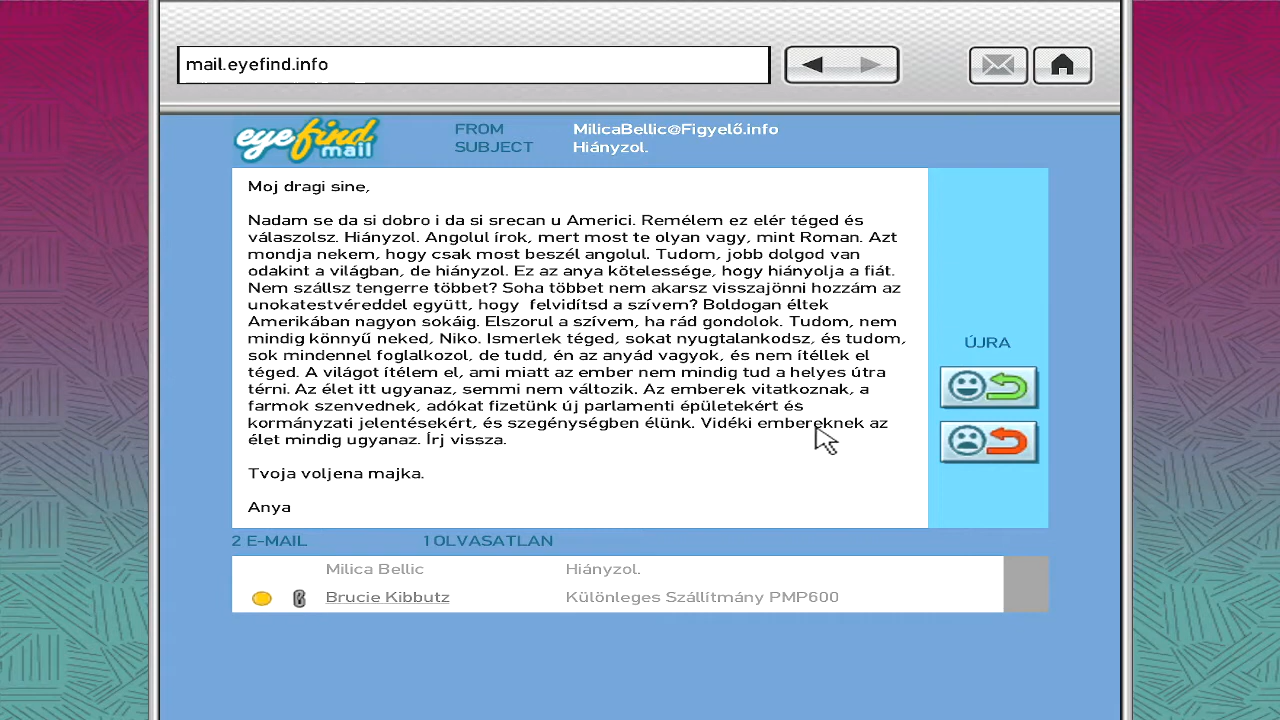 mail.eyefind.info
eyefind mail
FROM MilicaBellic@Figyelő.info
SUBJECT Hiányzol.
Moj dragi sine,
Nadam se da si dobro i da si srecan u Americi. Remélem ez elér téged és
válaszolsz. Hiányzol. Angolul írok, mert most te olyan vagy, mint Roman. Azt
mondja nekem, hogy csak most beszél angolul. Tudom, jobb dolgod van
odakint a világban, de hiányzol. Ez az anya kötelessége, hogy hiányolja a fiát.
Nem szállsz tengerre többet? Soha többet nem akarsz visszajönni hozzám az
unokatestvéreddel együtt, hogy felvidítsd a szívem? Boldogan éltek
Amerikában nagyon sokáig. Elszorul a szívem, ha rád gondolok. Tudom, nem
mindig könnyű neked, Niko. Ismerlek téged, sokat nyugtalankodsz, és tudom,
sok mindennel foglalkozol, de tudd, én az anyád vagyok, és nem ítéllek el
téged. A világot ítélem el, ami miatt az ember nem mindig tud a helyes útra
térni. Az élet itt ugyanaz, semmi nem változik. Az emberek vitatkoznak, a
farmok szenvednek, adókat fizetünk új parlamenti épületekért és
kormányzati jelentésekért, és szegénységben élünk. Vidéki embereknek az
élet mindig ugyanaz. Írj vissza.
Tvoja voljena majka.
Anya
ÚJRA
2 E-MAIL 1 OLVASATLAN
Milica Bellic Hiányzol.
Brucie Kibbutz Különleges Szállítmány PMP600